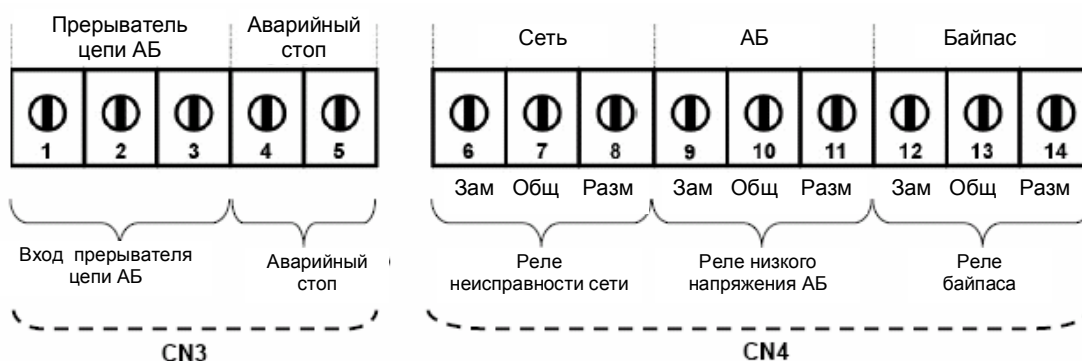 Прерыватель
цепи АБ
Аварийный
стоп
Сеть
АБ
Байпас
1 2 3 4 5 6 7 8 9 10 11 12 13 14
Зам Общ Разм Зам Общ Разм Зам Общ Разм
Вход прерывателя
цепи АБ
Аварийный
стоп
Реле
неисправности сети
Реле низкого
напряжения АБ
Реле
байпаса
CN3
CN4